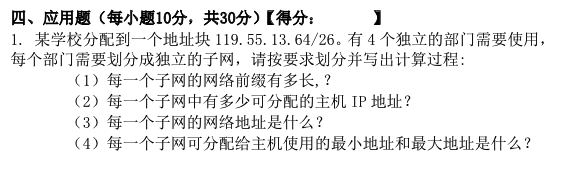 四、应用题（每小题10分，共30分）【得分：　　　　】
1. 某学校分配到一个地址块 119.55.13.64/26。有 4 个独立的部门需要使用，
每个部门需要划分成独立的子网，请按要求划分并写出计算过程:
（1）每一个子网的网络前缀有多长,？
（2）每一个子网中有多少可分配的主机 IP 地址？
（3）每一个子网的网络地址是什么？
（4）每一个子网可分配给主机使用的最小地址和最大地址是什么？